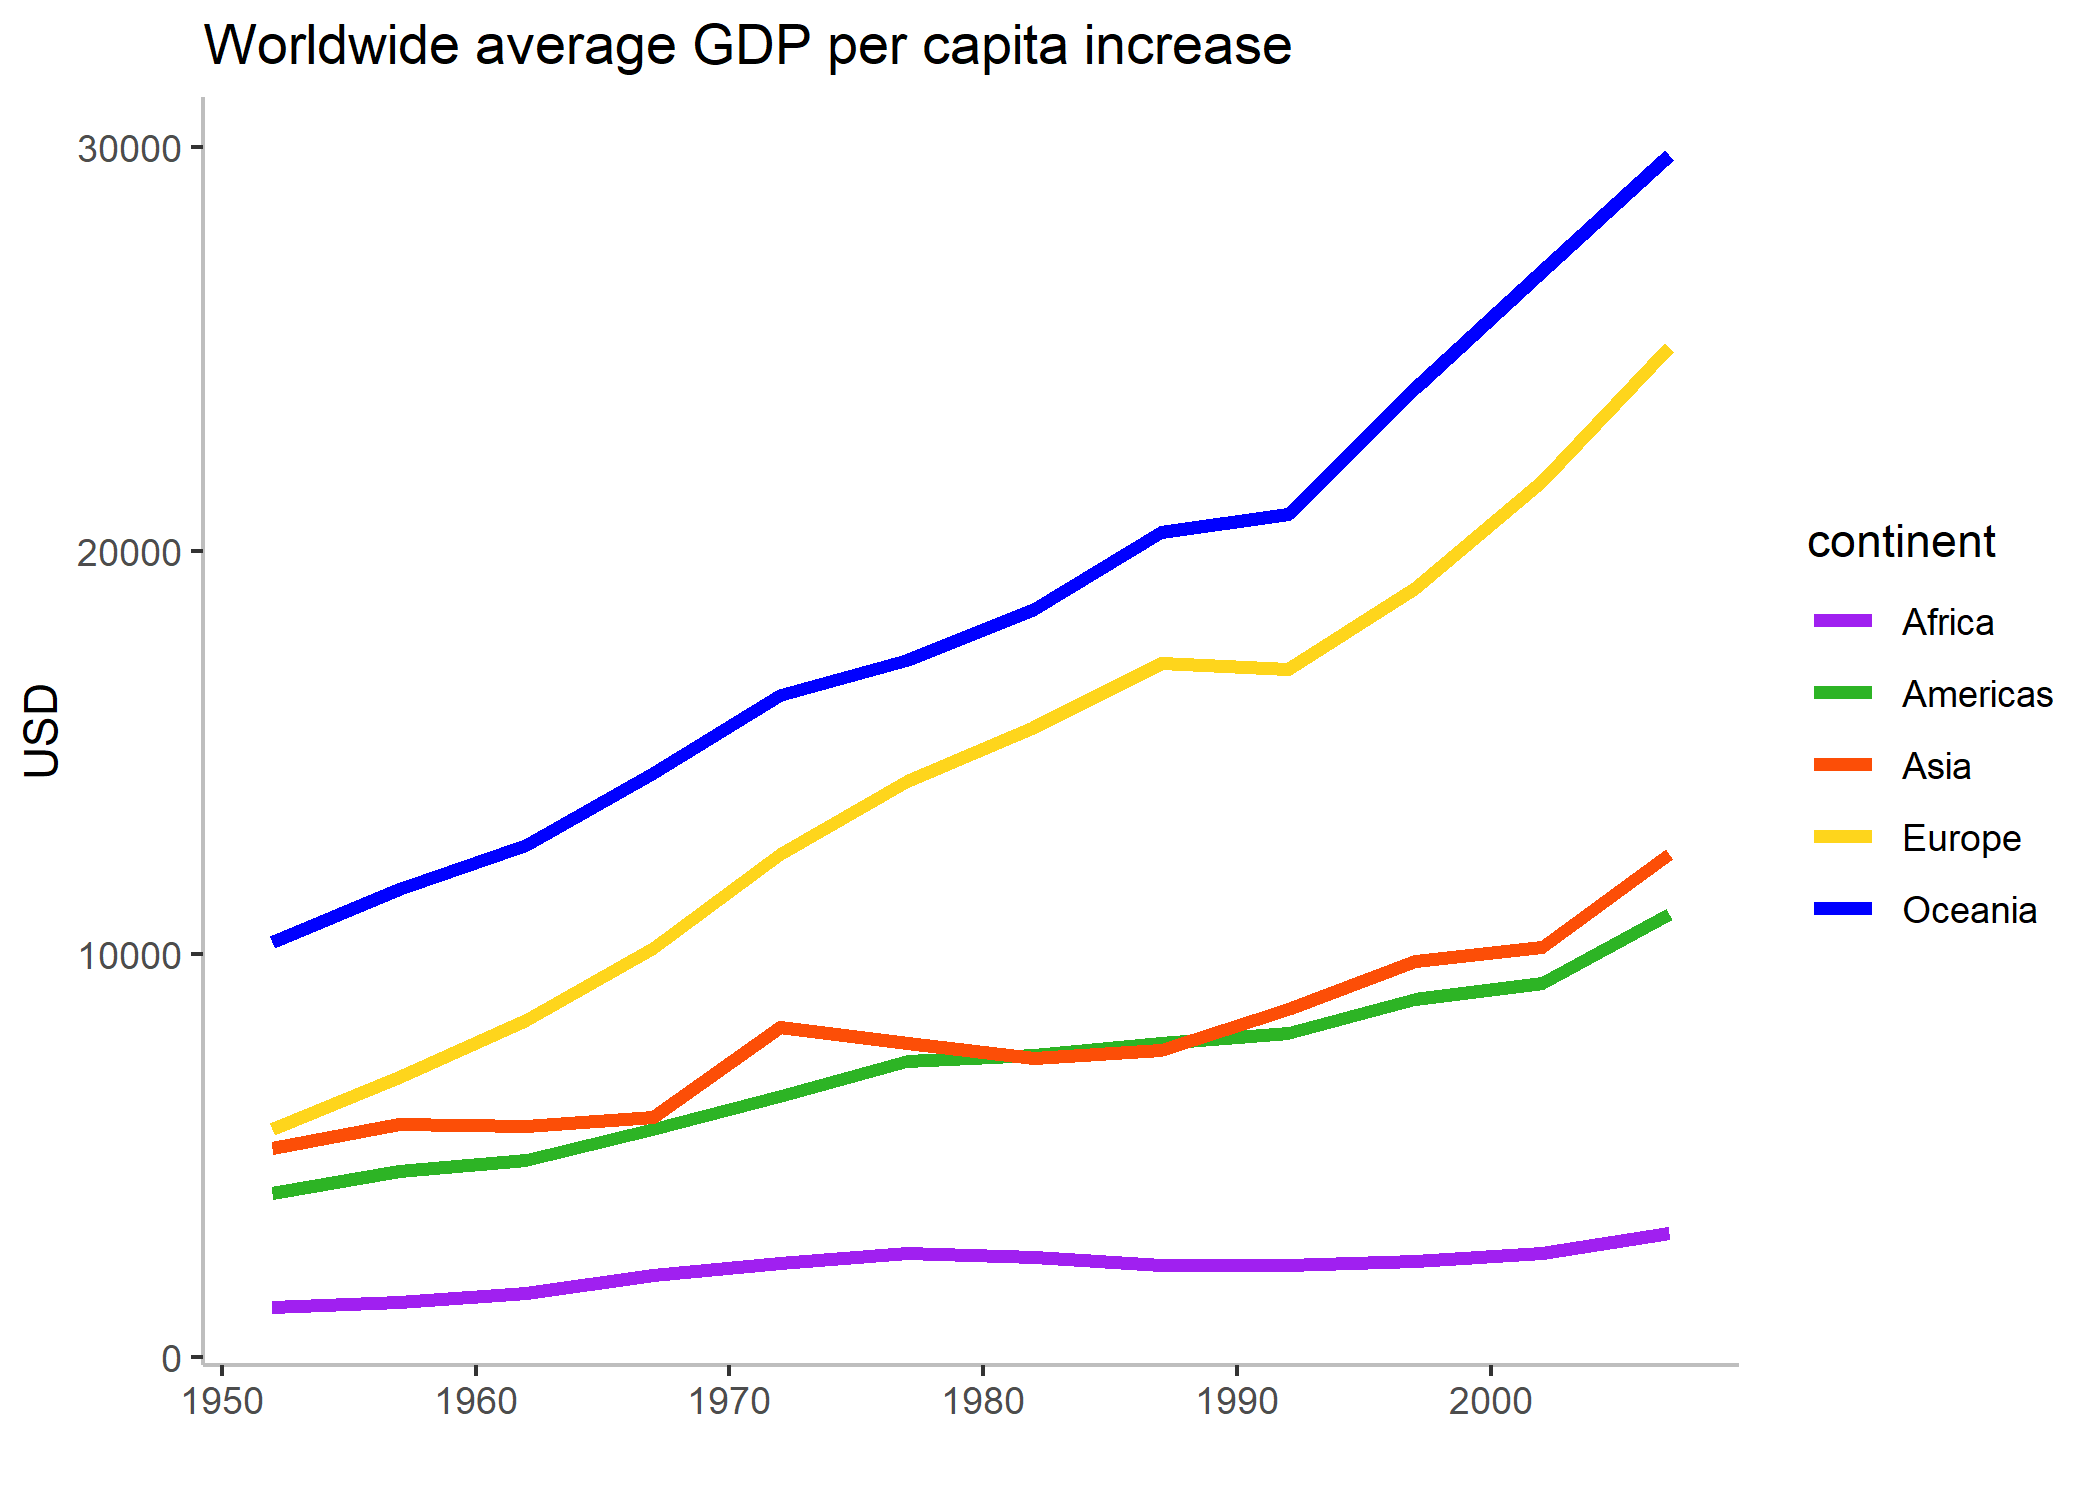 Worldwide average GDP per capita increase
30000
20000
10000
0
USD
1950 1960 1970 1980 1990 2000
continent
Africa
Americas
Asia
Europe
Oceania